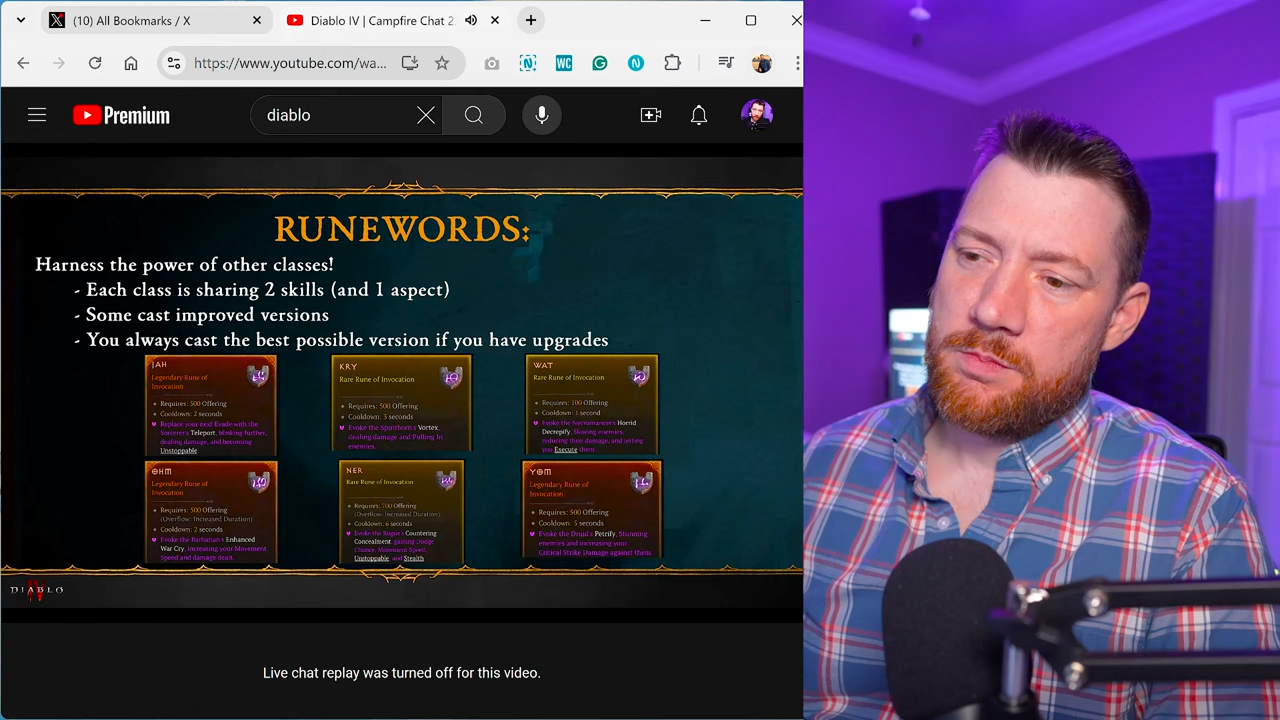 (10) All Bookmarks / X
Diablo IV | Campfire Chat 2
https://www.youtube.com/wa...
WC
G
N
N
Premium
diablo
RUNEWORDS:
Harness the power of other classes!
- Each class is sharing 2 skills (and 1 aspect)
- Some cast improved versions
- You always cast the best possible version if you have upgrades
JAH
Legendary Rune of
Invocation
Requires: 500 Offering
Cooldown: 2 seconds
Replace your next Evade with the
Sorcerer's Teleport, blinking further,
dealing damage, and becoming
Unstoppable.
KRY
Rare Rune of Invocation
Requires: 500 Offering
Cooldown: 3 seconds
Evoke the Spiritborn's Vortex,
dealing damage and Pulling In
enemies.
WAT
Rare Rune of Invocation
Requires: 100 Offering
Cooldown: 1 second
Evoke the Necromancer's Horrid
Decrepify, Slowing enemies,
reducing their damage, and letting
you Execute them.
OHM
Legendary Rune of
Invocation
Requires: 500 Offering
(Overflow: Increased Duration)
Cooldown: 2 seconds
Evoke the Barbarian's Enhanced
War Cry, increasing your Movement
Speed and damage dealt.
NER
Rare Rune of Invocation
Requires: 700 Offering
(Overflow: Increased Duration)
Cooldown: 6 seconds
Evoke the Rogue's Countering
Concealment, gaining Dodge
Chance, Movement Speed,
Unstoppable and Stealth
YOM
Legendary Rune of
Invocation
Requires: 500 Offering
Cooldown: 5 seconds
Evoke the Druid's Petrify, Stunning
enemies and increasing your
Critical Strike Damage against them.
DIABLO
IV
Live chat replay was turned off for this video.